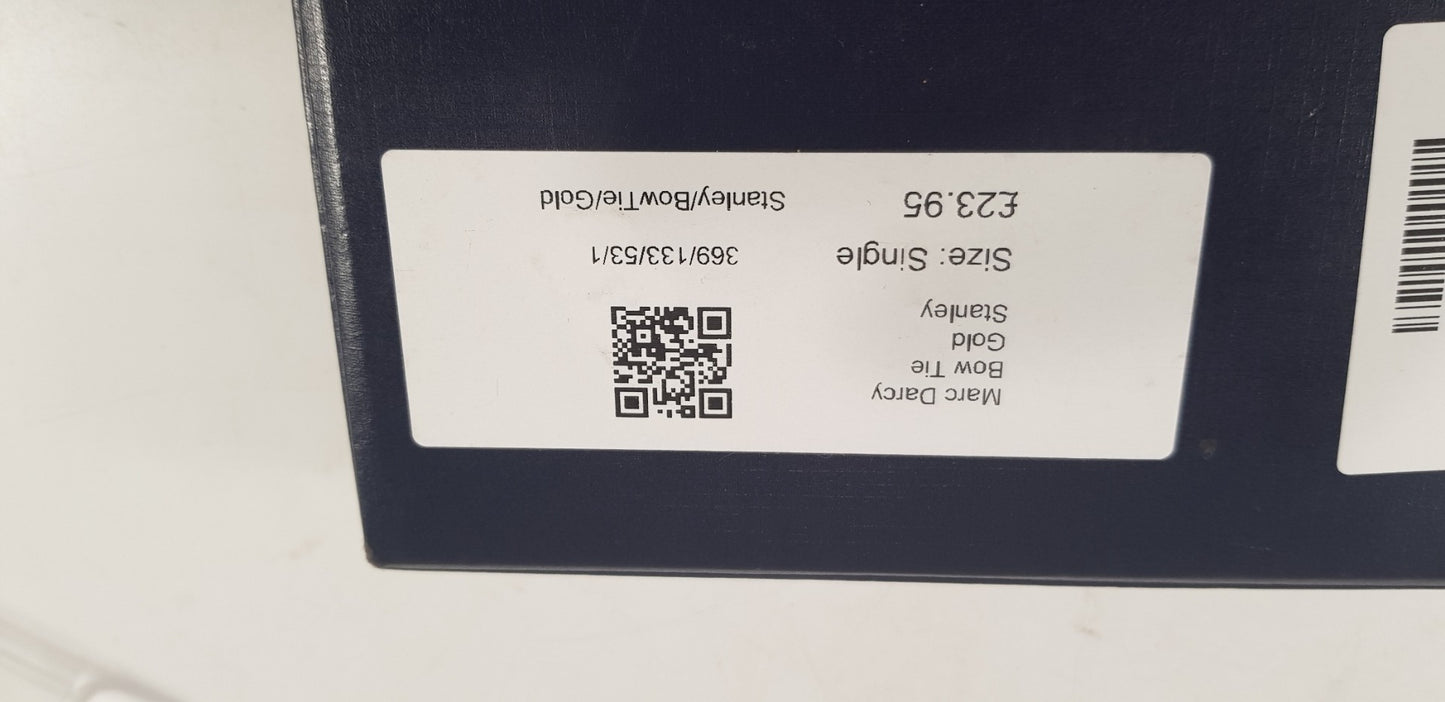 Marc Darcy
Bow Tie
Gold
Stanley
Size: Single
369/133/53/1
£23.95
Stanley/BowTie/Gold